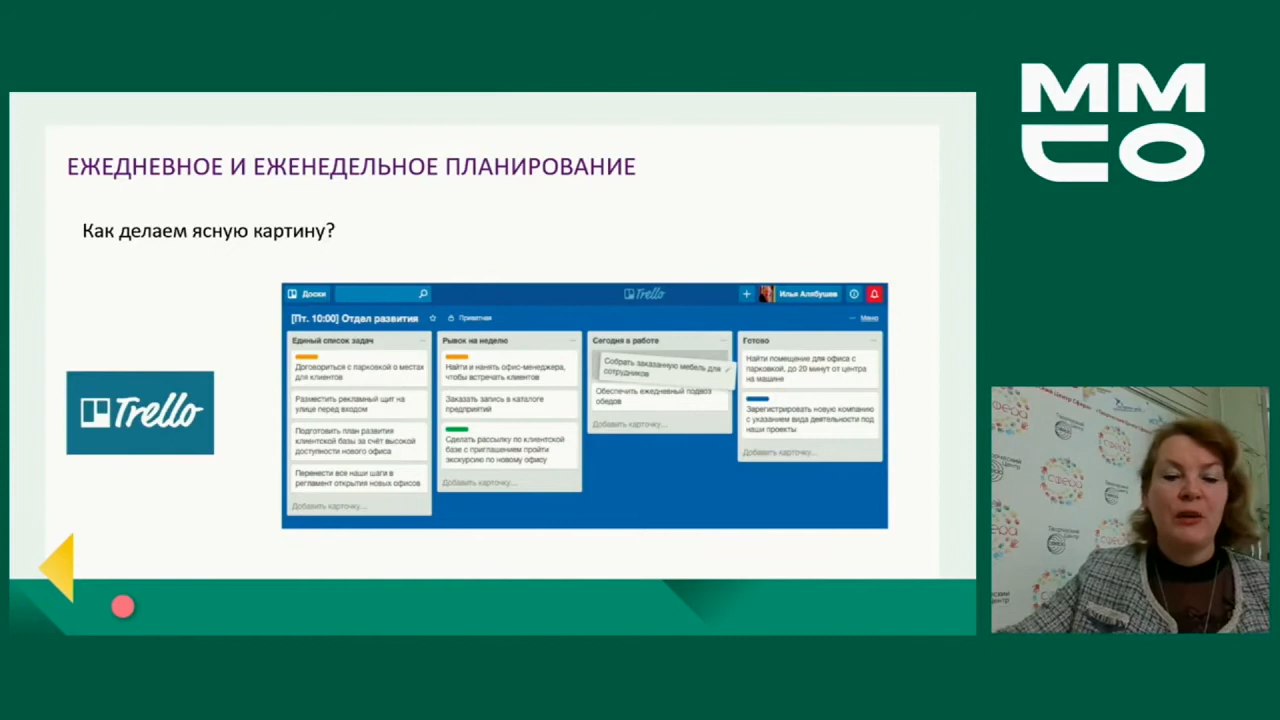 MM
CO
ЕЖЕДНЕВНОЕ И ЕЖЕНЕДЕЛЬНОЕ ПЛАНИРОВАНИЕ
Как делаем ясную картину?
Trello
Доски
Trello
Илья Алябушев
[Пт. 10:00] Отдел развития
Приватная
Меню
Единый список задач
Договориться с парковкой о местах
для клиентов
Разместить рекламный щит на
улице перед входом
Подготовить план развития
клиентской базы за счёт высокой
доступности нового офиса
Перенести все наши шаги в
регламент открытия новых офисов
Добавить карточку...
Рывок на неделю
Найти и нанять офис-менеджера,
чтобы встречать клиентов
Заказать запись в каталоге
предприятий
Сделать рассылку по клиентской
базе с приглашением пройти
экскурсию по новому офису
Добавить карточку...
Сегодня в работе
Собрать заказанную мебель для
сотрудников
Обеспечить ежедневный подвоз
обедов
Добавить карточку...
Готово
Найти помещение для офиса с
парковкой, до 20 минут от центра
на машине
Зарегистрировать новую компанию
с указанием вида деятельности под
наши проекты
Добавить карточку...
сфера
Творческий
Центр